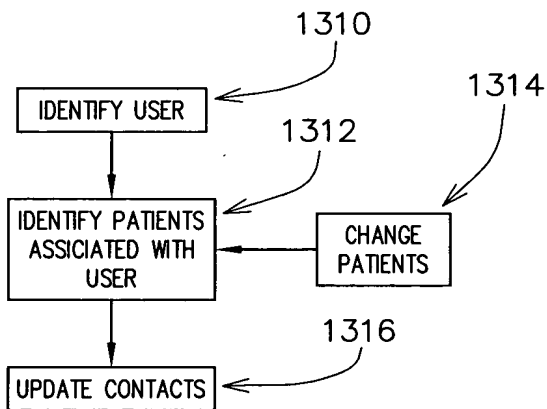 1310
IDENTIFY USER
1314
1312
IDENTIFY PATIENTS
ASSICIATED WITH
USER
CHANGE
PATIENTS
1316
UPDATE CONTACTS